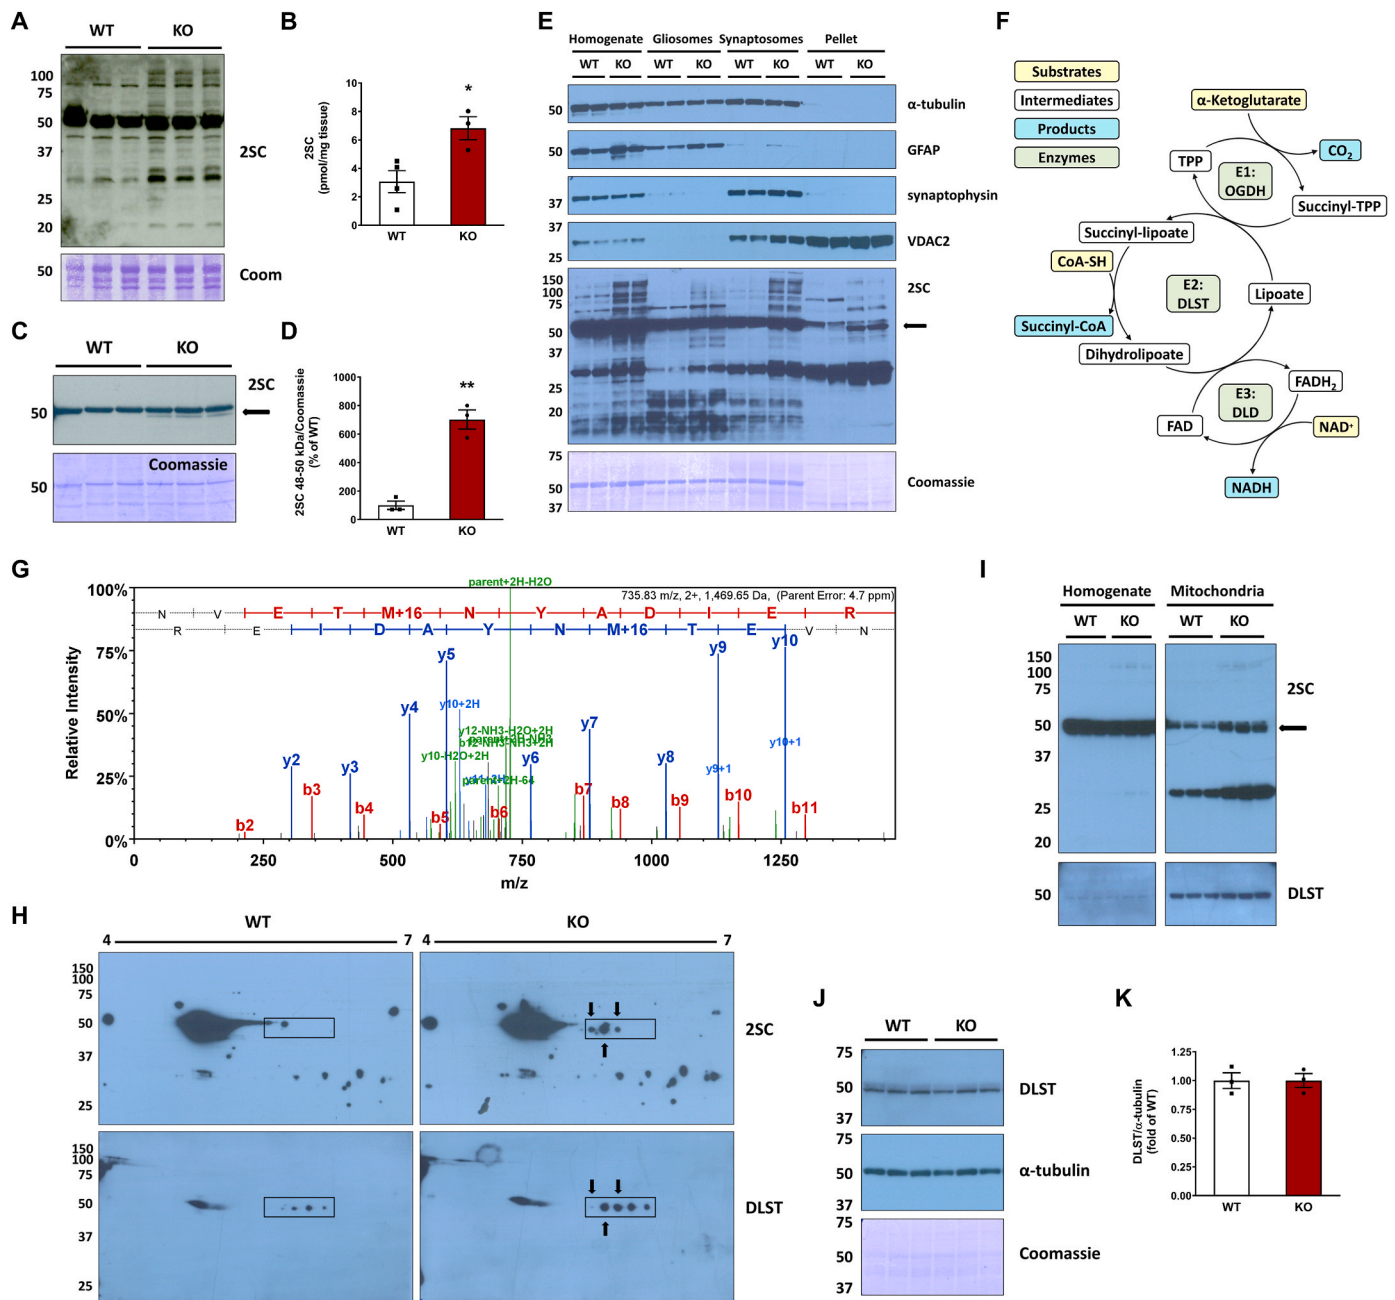 A
WT
KO
100
75
50
37
25
20
2SC
50
Coom
B
2SC
(pmol/mg tissue)
10
8
6
4
2
0
*
WT
KO
C
WT
KO
2SC
50
Coomassie
50
D
2SC 48-50 kDa/Coomassie
(% of WT)
1000
800
600
400
200
0
**
WT
KO
E
Homogenate
Gliosomes
Synaptosomes
Pellet
WT
KO
WT
KO
WT
KO
WT
KO
50
α-tubulin
50
GFAP
37
synaptophysin
37
25
VDAC2
150
100
75
50
37
25
20
2SC
75
50
Coomassie
F
Substrates
Intermediates
Products
Enzymes
α-Ketoglutarate
CO2
TPP
E1:
OGDH
Succinyl-TPP
Succinyl-lipoate
CoA-SH
E2:
DLST
Lipoate
Succinyl-CoA
Dihydrolipoate
FADH2
E3:
DLD
FAD
NAD+
NADH
G
parent+2H-H2O
735.83 m/z, 2+, 1,469.65 Da, (Parent Error: 4.7 ppm)
N V E T M+16 N Y A D I E R
R E I D A Y N M+16 T E V N
Relative Intensity
100%
75%
50%
25%
0%
y2
y3
y4
y5
y10+2H
y12-NH3-H2O+2H
parent+2H-NH3
b12-NH3-NH3+2H
y10-H2O+2H
y11+2H
parent+2H-64
y6
y7
y8
y9
y10
y10+1
y9+1
b2
b3
b4
b5
b6
b7
b8
b9
b10
b11
0
250
500
750
1000
1250
m/z
H
WT
KO
4
7
4
7
150
100
75
50
37
25
2SC
150
100
75
50
37
25
DLST
I
Homogenate
Mitochondria
WT
KO
WT
KO
150
100
75
50
37
25
20
2SC
50
DLST
J
WT
KO
75
50
37
DLST
75
50
37
α-tubulin
75
50
37
Coomassie
K
DLST/α-tubulin
(fold of WT)
1.25
1.00
0.75
0.50
0.25
0.00
WT
KO